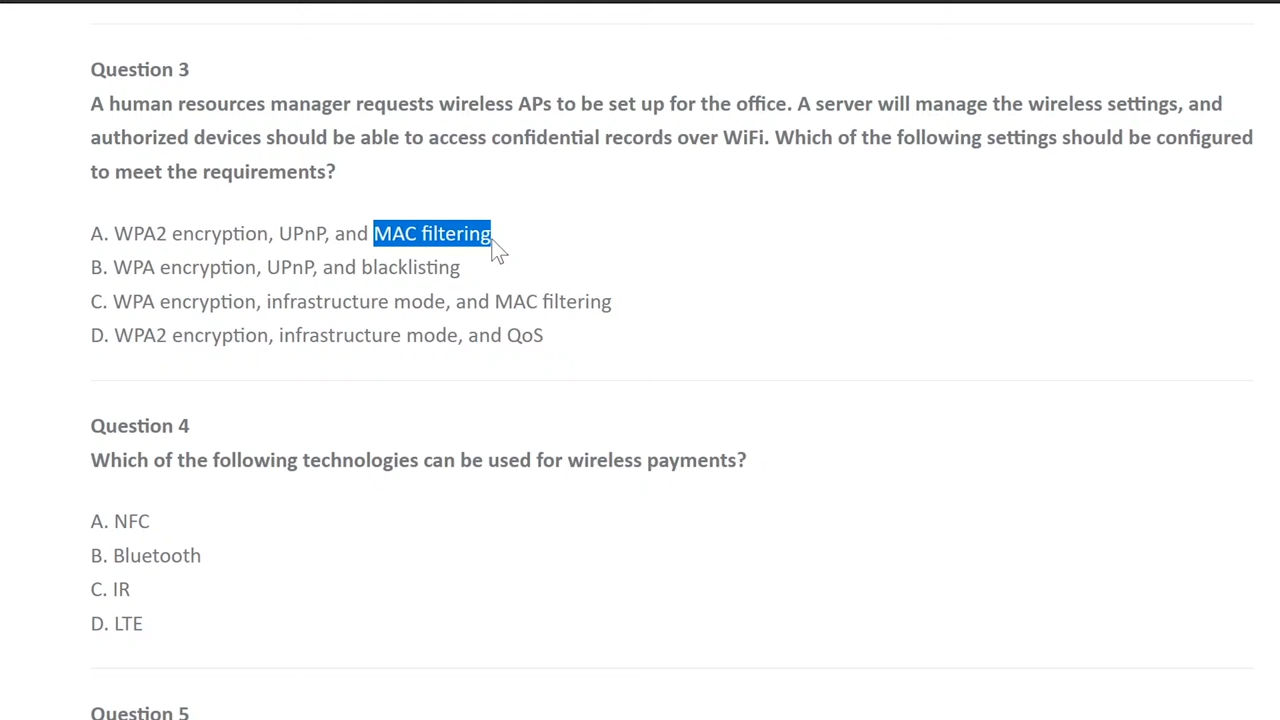 Question 3
A human resources manager requests wireless APs to be set up for the office. A server will manage the wireless settings, and
authorized devices should be able to access confidential records over WiFi. Which of the following settings should be configured
to meet the requirements?
A. WPA2 encryption, UPnP, and MAC filtering
B. WPA encryption, UPnP, and blacklisting
C. WPA encryption, infrastructure mode, and MAC filtering
D. WPA2 encryption, infrastructure mode, and QoS
Question 4
Which of the following technologies can be used for wireless payments?
A. NFC
B. Bluetooth
C. IR
D. LTE
Question 5